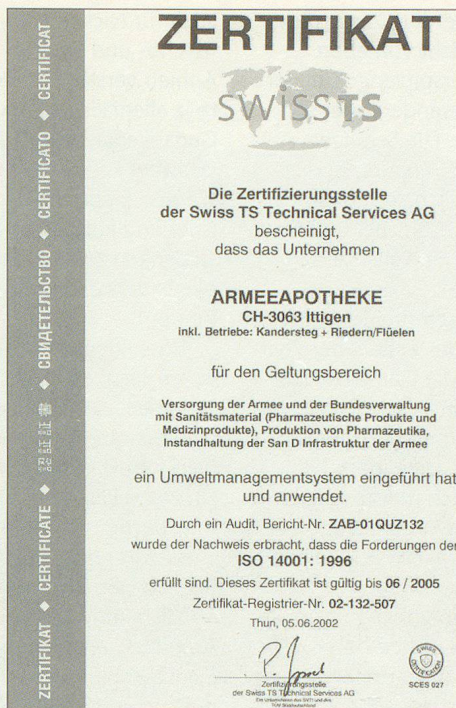 ZERTIFIKAT ◆ CERTIFICATE ◆ 認証証書 ◆ СВИДЕТЕЛЬСТВО ◆ CERTIFICATO ◆ CERTIFICAT
ZERTIFIKAT
SWISS TS
Die Zertifizierungsstelle
der Swiss TS Technical Services AG
bescheinigt,
dass das Unternehmen
ARMEEAPOTHEKE
CH-3063 Ittigen
inkl. Betriebe: Kandersteg + Riedern/Flüelen
für den Geltungsbereich
Versorgung der Armee und der Bundesverwaltung
mit Sanitätsmaterial (Pharmazeutische Produkte und
Medizinprodukte), Produktion von Pharmazeutika,
Instandhaltung der San D Infrastruktur der Armee
ein Umweltmanagementsystem eingeführt hat
und anwendet.
Durch ein Audit, Bericht-Nr. ZAB-01QUZ132
wurde der Nachweis erbracht, dass die Forderungen der
ISO 14001: 1996
erfüllt sind. Dieses Zertifikat ist gültig bis 06 / 2005
Zertifikat-Registrier-Nr. 02-132-507
Thun, 05.06.2002
Zertifizierungsstelle
der Swiss TS Technical Services AG
SWISS CERTIFICATION
SCES 027